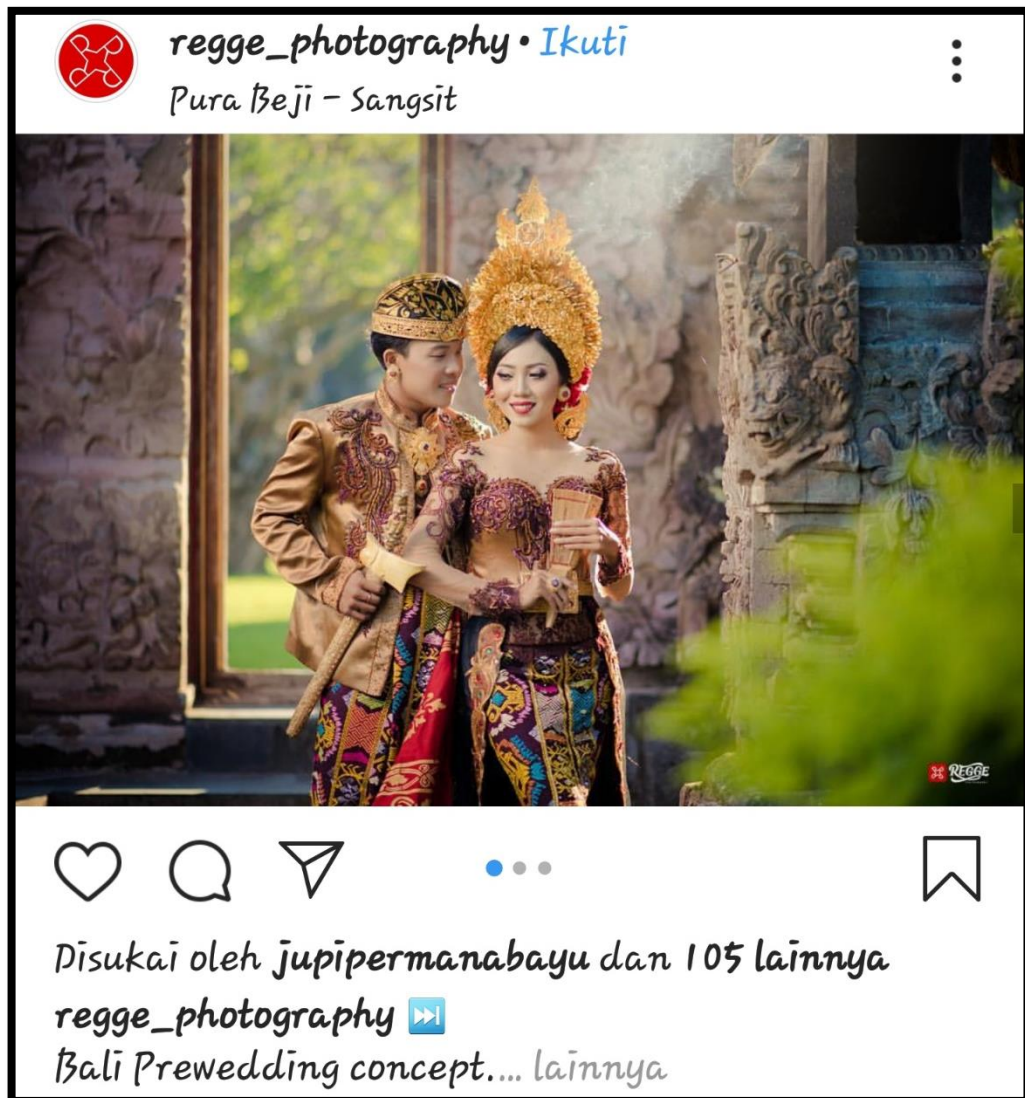 regge_photography • Ikuti
Pura Beji - Sangsit
REGGE
Disukai oleh jupipermanabayu dan 105 lainnya
regge_photography ⏭️
Bali Prewedding concept.... lainnya